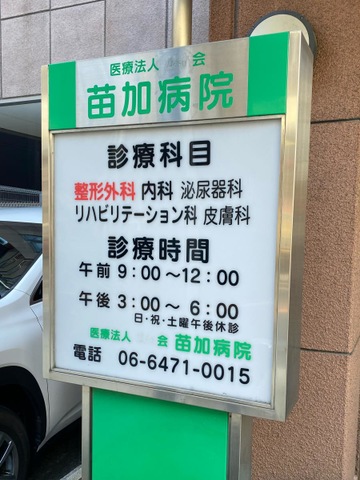 医療法人 会
苗加病院
診療科目
整形外科 内科 泌尿器科
リハビリテーション科 皮膚科
診療時間
午前 9:00〜12:00
午後 3:00〜 6:00
日・祝・土曜午後休診
医療法人 会 苗加病院
電話 06-6471-0015